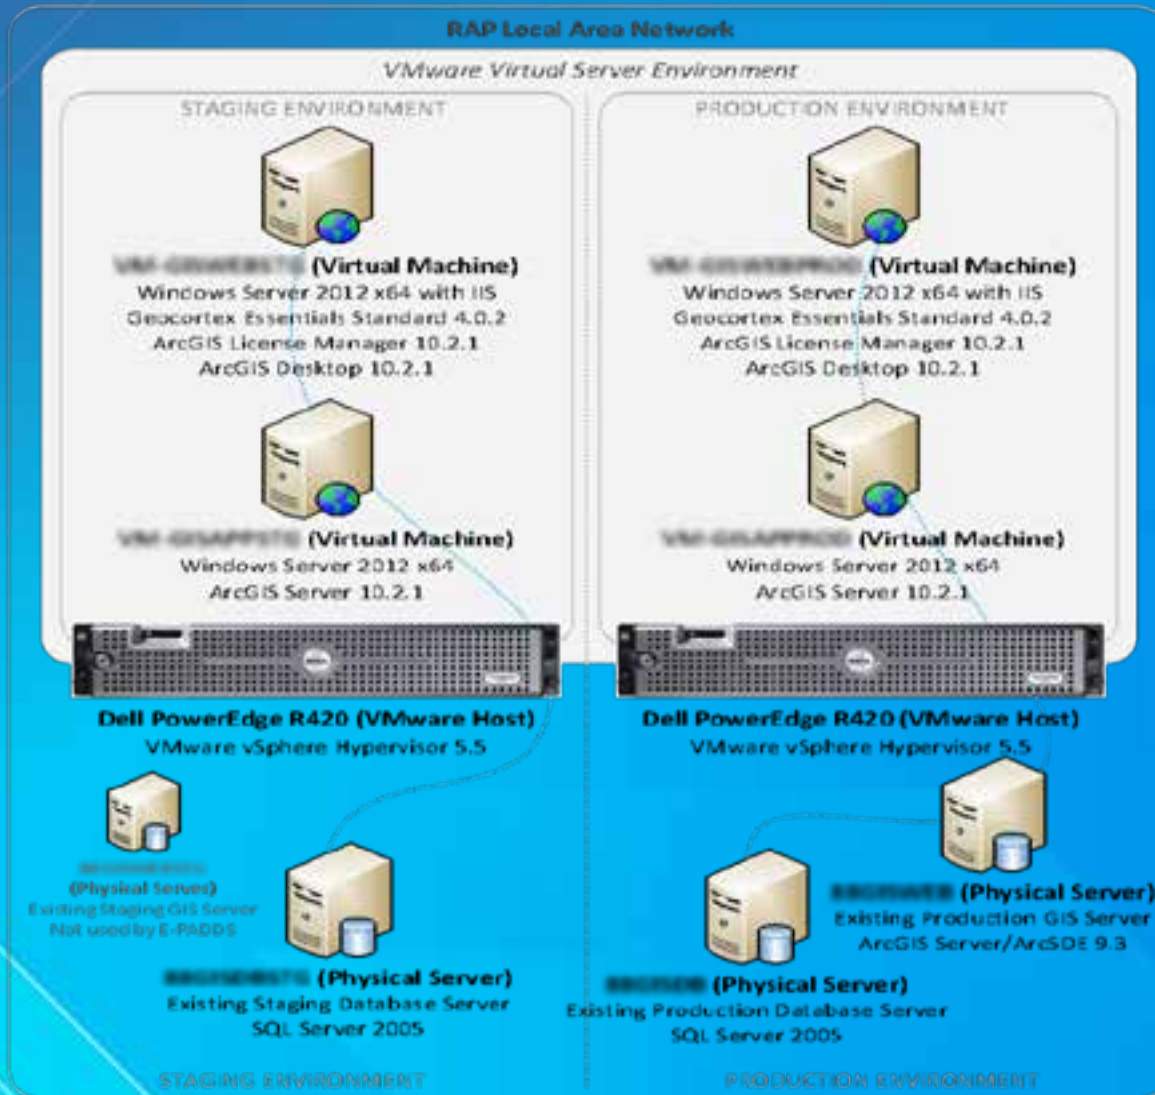 RAP Local Area Network
VMware Virtual Server Environment
STAGING ENVIRONMENT
(Virtual Machine)
Windows Server 2012 x64 with IIS
Geocortex Essentials Standard 4.0.2
ArcGIS License Manager 10.2.1
ArcGIS Desktop 10.2.1
(Virtual Machine)
Windows Server 2012 x64
ArcGIS Server 10.2.1
PRODUCTION ENVIRONMENT
(Virtual Machine)
Windows Server 2012 x64 with IIS
Geocortex Essentials Standard 4.0.2
ArcGIS License Manager 10.2.1
ArcGIS Desktop 10.2.1
(Virtual Machine)
Windows Server 2012 x64
ArcGIS Server 10.2.1
Dell PowerEdge R420 (VMware Host)
VMware vSphere Hypervisor 5.5
(Physical Server)
Existing Staging GIS Server
Not used by E-PADDS
(Physical Server)
Existing Staging Database Server
SQL Server 2005
STAGING ENVIRONMENT
Dell PowerEdge R420 (VMware Host)
VMware vSphere Hypervisor 5.5
(Physical Server)
Existing Production GIS Server
ArcGIS Server/ArcSDE 9.3
(Physical Server)
Existing Production Database Server
SQL Server 2005
PRODUCTION ENVIRONMENT